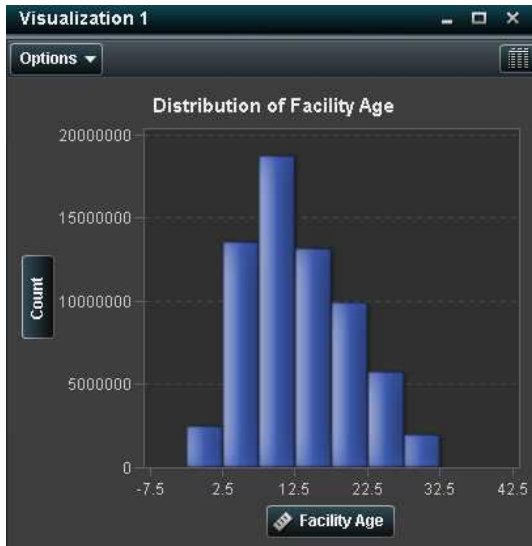 Visualization 1
Options
Distribution of Facility Age
20000000
15000000
10000000
5000000
0
Count
-7.5 2.5 12.5 22.5 32.5 42.5
Facility Age